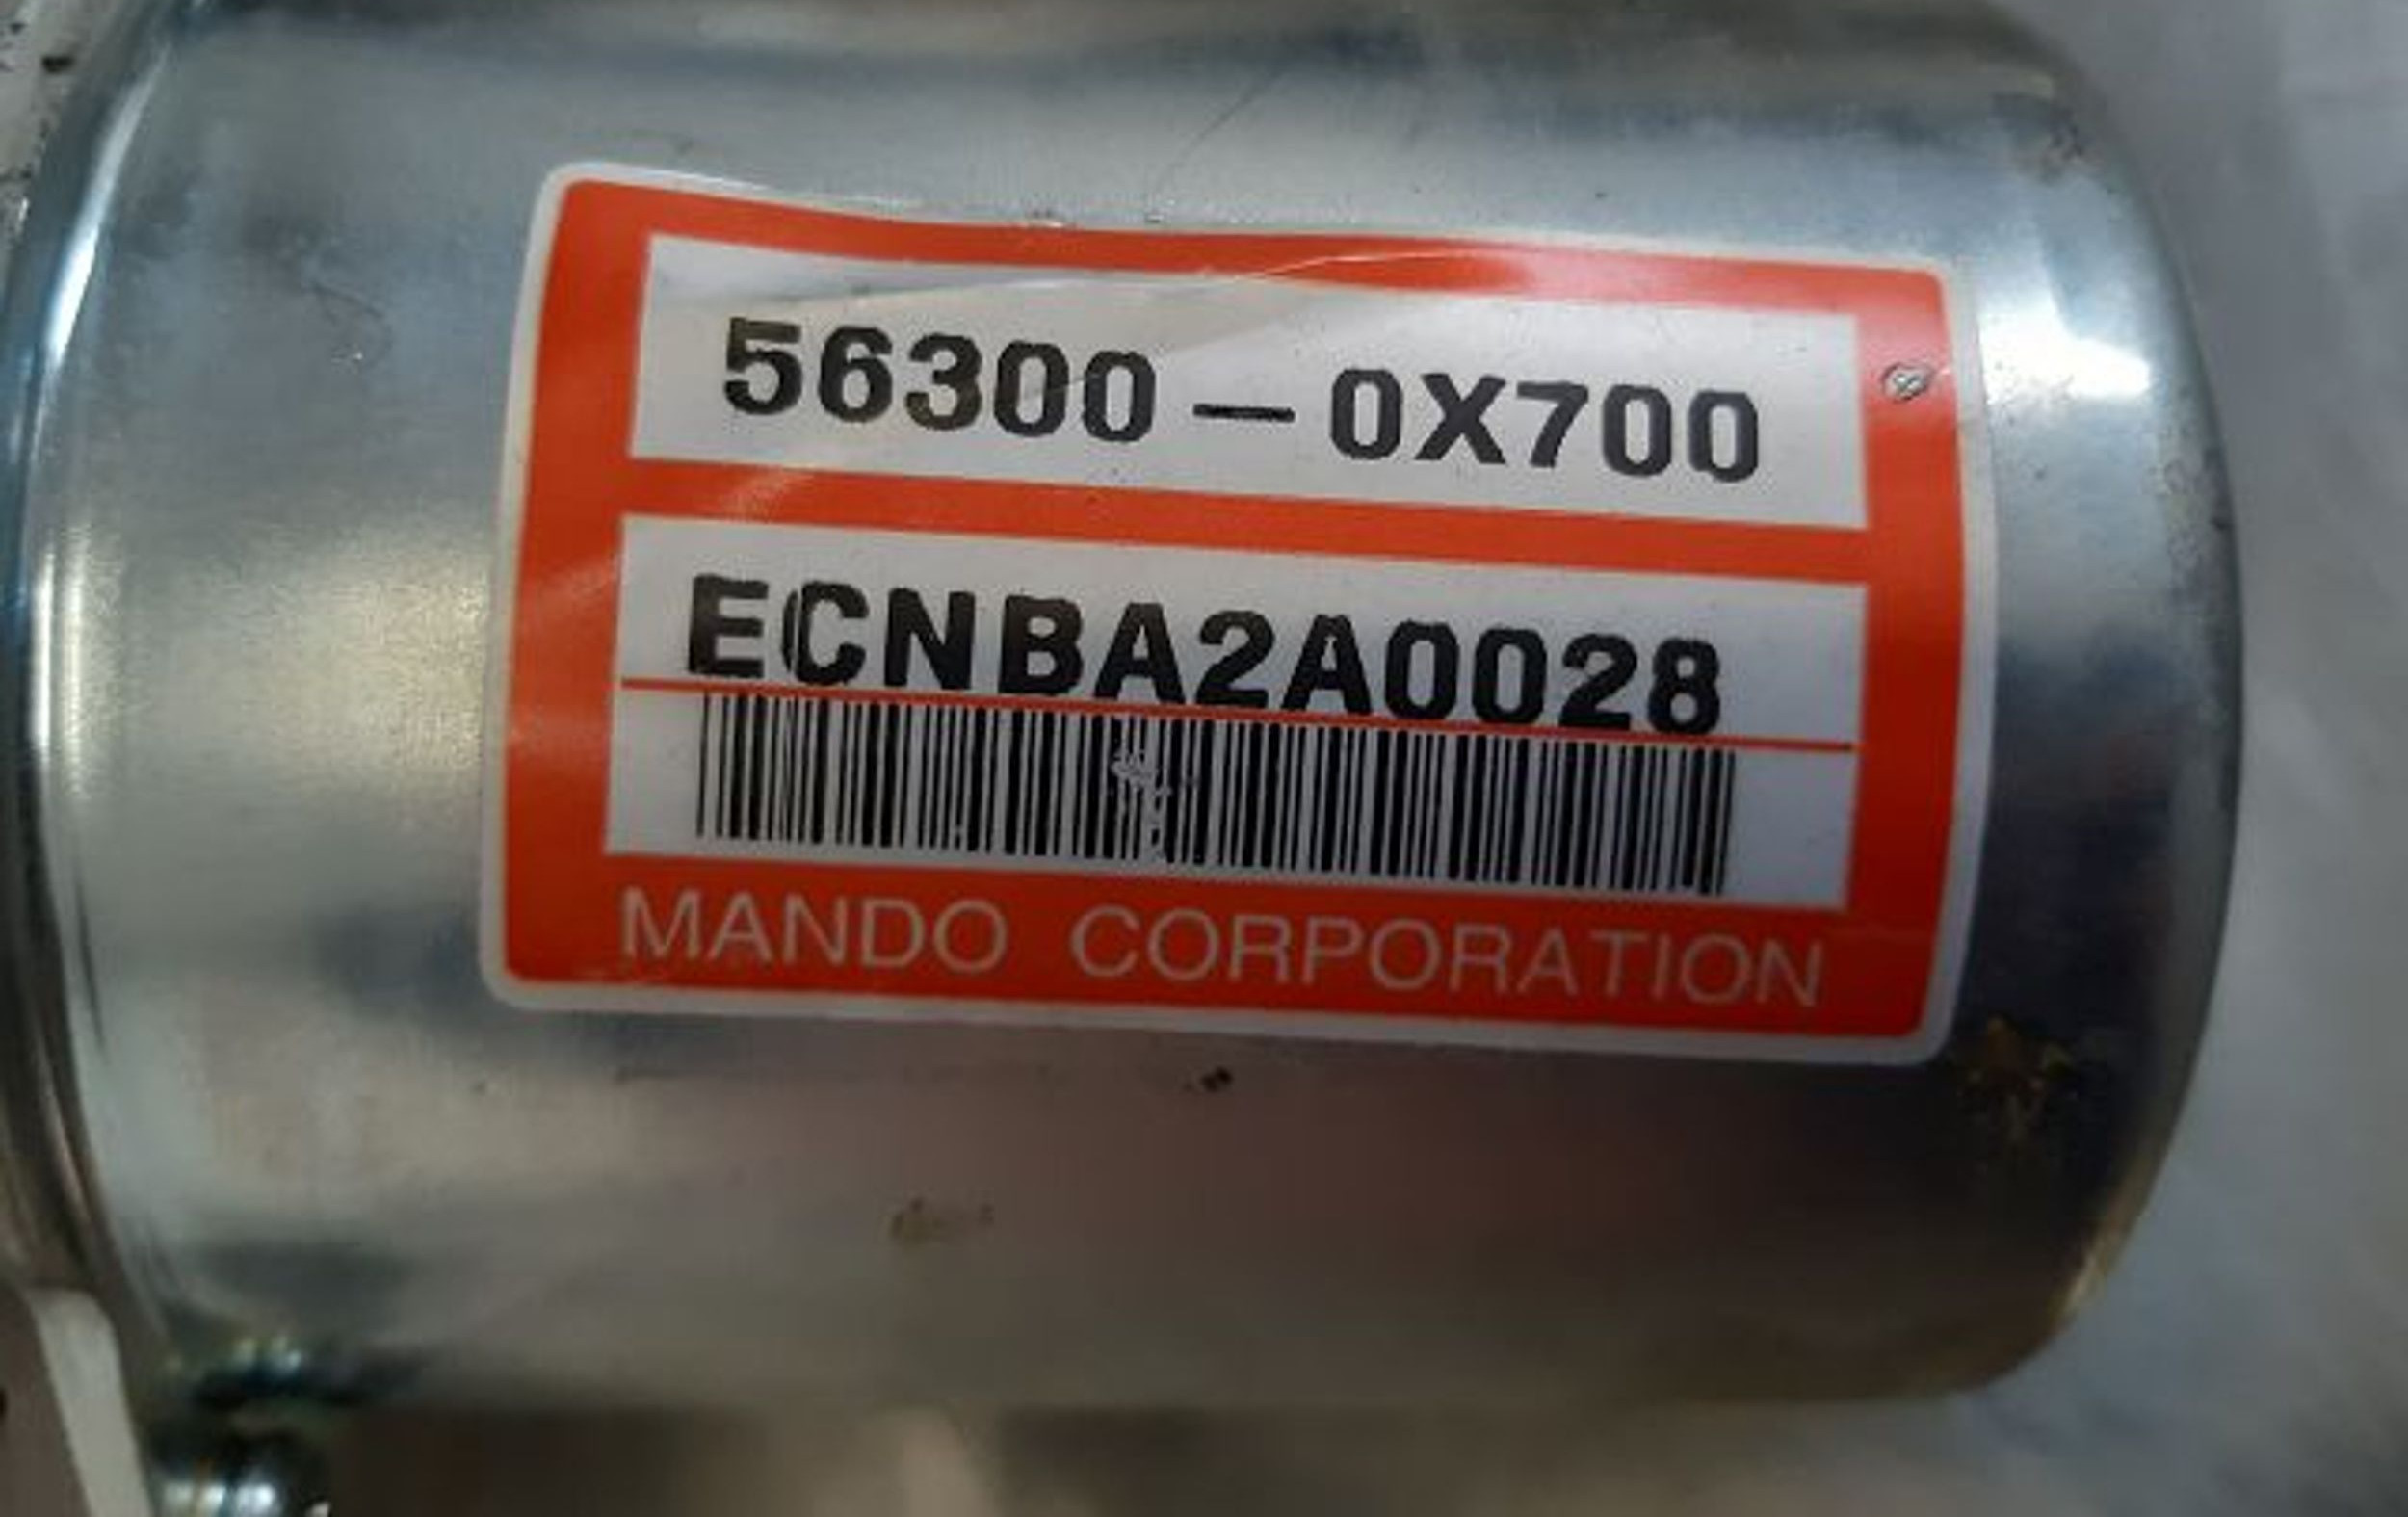 56300-0X700
ECNBA2A0028
MANDO CORPORATION